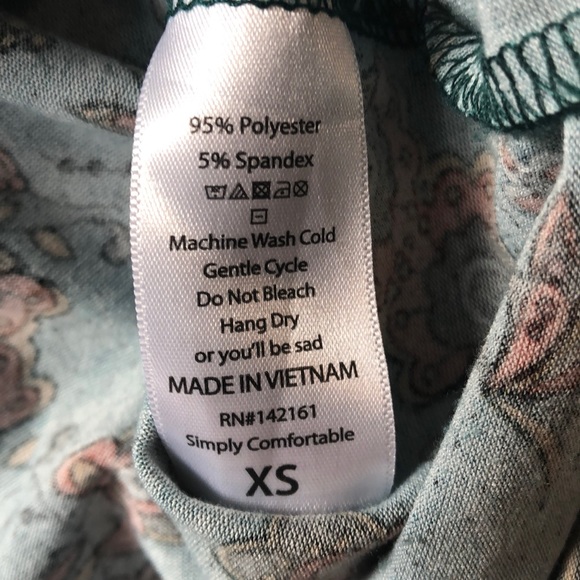 95% Polyester
5% Spandex
Machine Wash Cold
Gentle Cycle
Do Not Bleach
Hang Dry
or you'll be sad
MADE IN VIETNAM
RN#142161
Simply Comfortable
XS